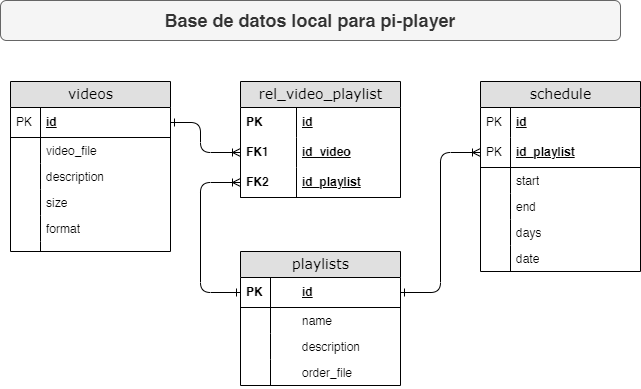 Base de datos local para pi-player
videos
PK id
video_file
description
size
format
rel_video_playlist
PK id
FK1 id_video
FK2 id_playlist
schedule
PK id
PK id_playlist
start
end
days
date
playlists
PK id
name
description
order_file